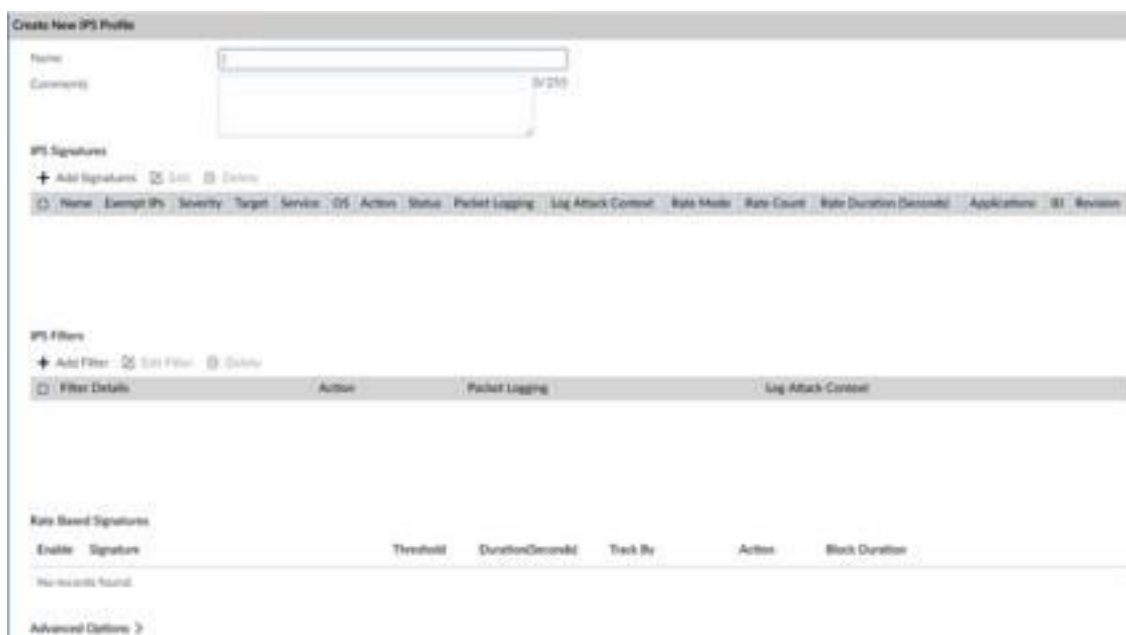 Create New IPS Profile
Name
Comments
0/255
IPS Signatures
Add Signatures Edit Delete
Name Exempt IPs Severity Target Service OS Action Status Packet Logging Log Attack Context Rate Mode Rate Count Rate Duration (Seconds) Applications ID Revision
IPS Filters
Add Filter Edit Filter Delete
Filter Details Action Packet Logging Log Attack Context
Rate Based Signatures
Enable Signature Threshold Duration(Seconds) Track By Action Block Duration
No records found.
Advanced Options >